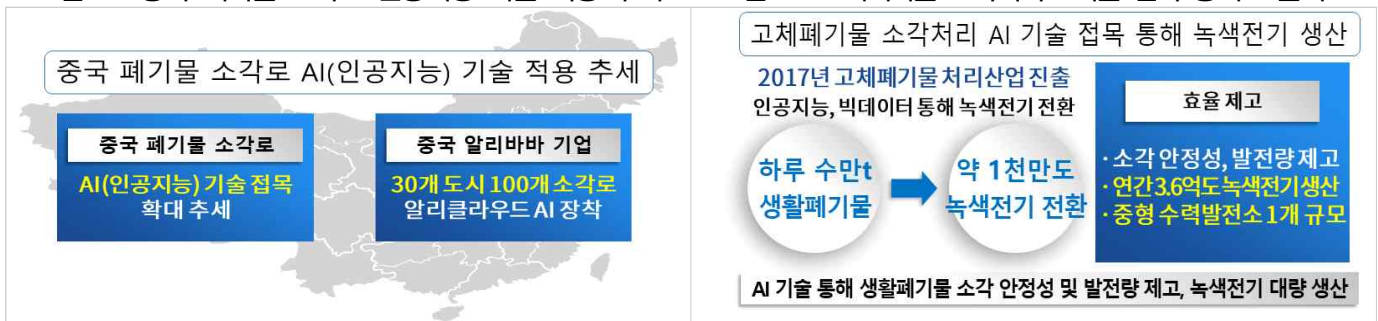 중국 폐기물 소각로 AI(인공지능) 기술 적용 추세
중국 폐기물 소각로
AI(인공지능) 기술 접목
확대 추세
중국 알리바바 기업
30개 도시 100개 소각로
알리클라우드 AI 장착
고체폐기물 소각처리 AI 기술 접목 통해 녹색전기 생산
2017년 고체폐기물처리산업 진출
인공지능, 빅데이터 통해 녹색전기 전환
하루 수만t
생활폐기물
약 1천만도
녹색전기 전환
효율 제고
· 소각 안정성, 발전량 제고
· 연간 3.6억도 녹색전기 생산
· 중형 수력발전소 1개 규모
AI 기술 통해 생활폐기물 소각 안정성 및 발전량 제고, 녹색전기 대량 생산